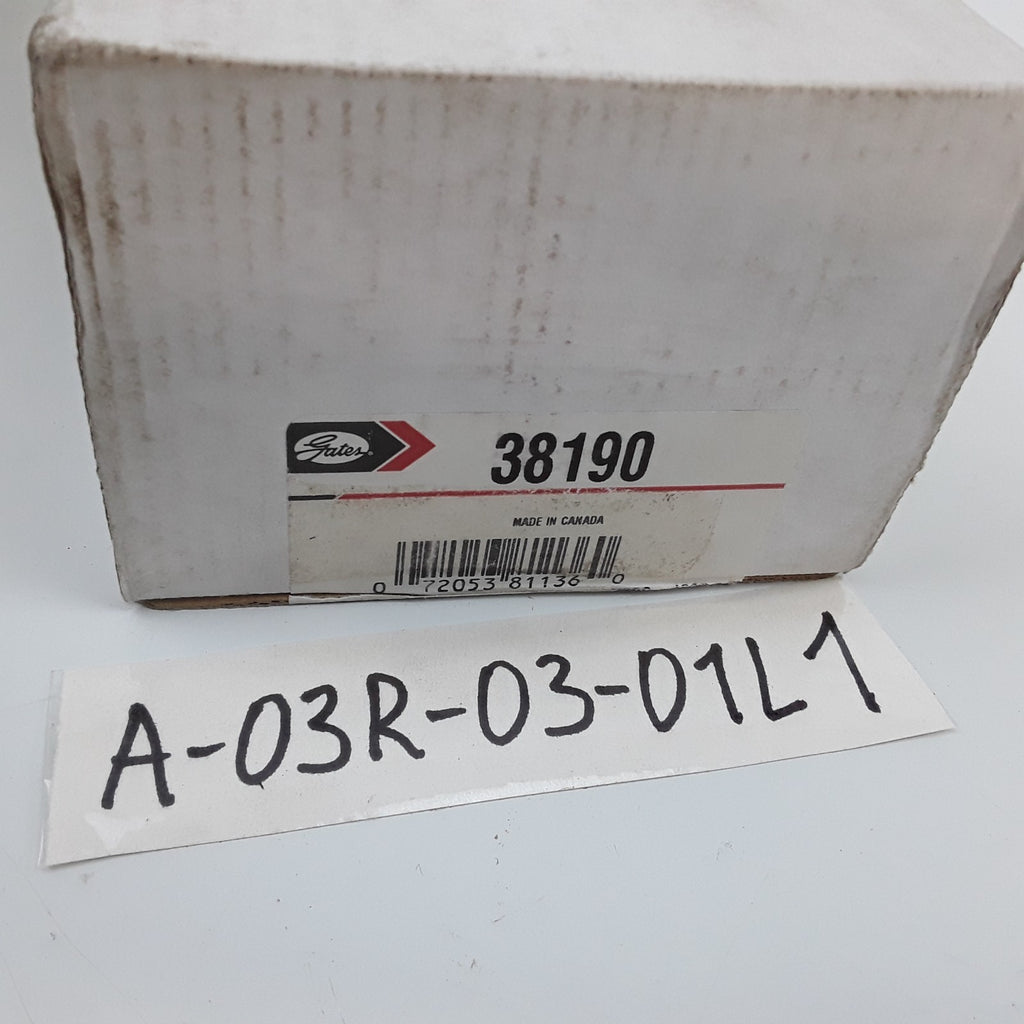 Gates
38190
MADE IN CANADA
0 72053 81136 0
A-03R-03-01L1